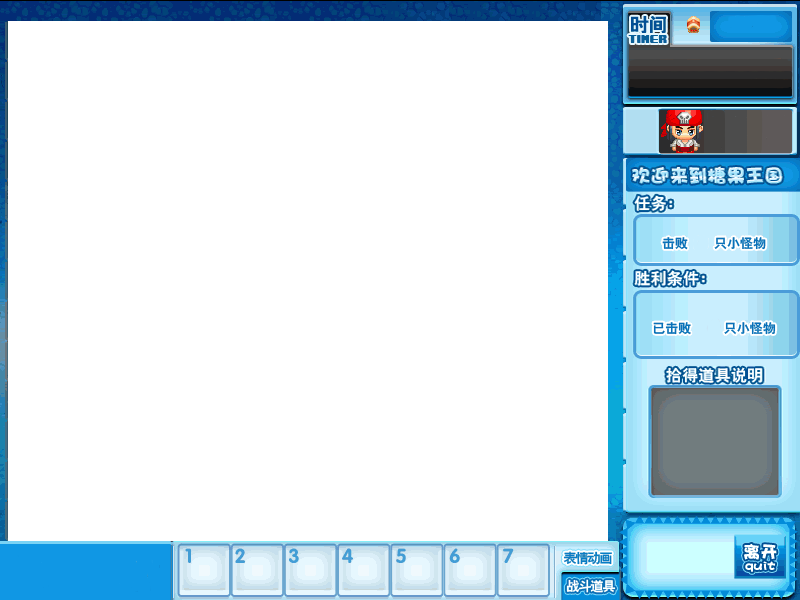 时间
TIMER
欢迎来到糖果王国
任务:
击败 只小怪物
胜利条件:
已击败 只小怪物
拾得道具说明
1 2 3 4 5 6 7
表情动画
战斗道具
离开
quit